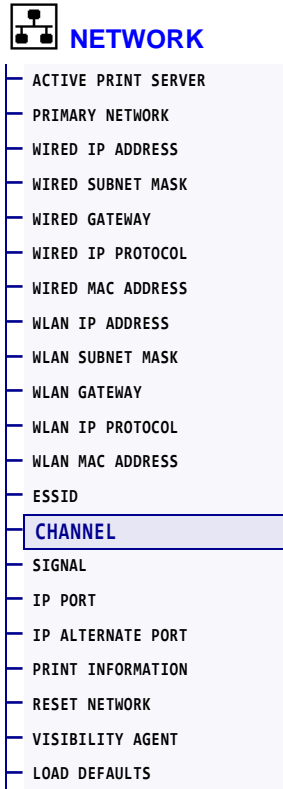 NETWORK
ACTIVE PRINT SERVER
PRIMARY NETWORK
WIRED IP ADDRESS
WIRED SUBNET MASK
WIRED GATEWAY
WIRED IP PROTOCOL
WIRED MAC ADDRESS
WLAN IP ADDRESS
WLAN SUBNET MASK
WLAN GATEWAY
WLAN IP PROTOCOL
WLAN MAC ADDRESS
ESSID
CHANNEL
SIGNAL
IP PORT
IP ALTERNATE PORT
PRINT INFORMATION
RESET NETWORK
VISIBILITY AGENT
LOAD DEFAULTS